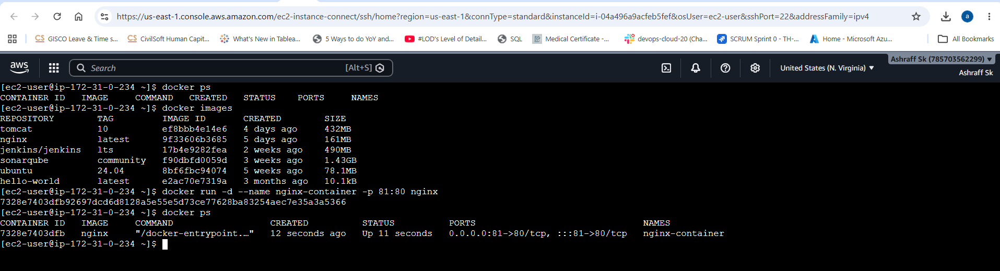 https://us-east-1.console.aws.amazon.com/ec2-instance-connect/ssh/home?region=us-east-1&connType=standard&instanceId=i-04a496a9acfeb5fef&osUser=ec2-user&sshPort=22&addressFamily=ipv4
a
GISCO Leave & Time s... CivilSoft Human Capit... What's New in Tablea... 5 Ways to do YoY and... #LOD's Level of Detail... SQL Medical Certificate -... devops-cloud-20 (Cha... SCRUM Sprint 0 - TH-... Home - Microsoft Azu... All Bookmarks
aws Search [Alt+S] United States (N. Virginia) Ashraff Sk (785703562299)
Ashraff Sk
[ec2-user@ip-172-31-0-234 ~]$ docker ps
CONTAINER ID IMAGE COMMAND CREATED STATUS PORTS NAMES
[ec2-user@ip-172-31-0-234 ~]$ docker images
REPOSITORY TAG IMAGE ID CREATED SIZE
tomcat 10 ef8bbb4e14e6 4 days ago 432MB
nginx latest 9f33606b3685 5 days ago 161MB
jenkins/jenkins lts 17b4e9282fea 2 weeks ago 490MB
sonarqube community f90dbfd0059d 3 weeks ago 1.43GB
ubuntu 24.04 8bf6fbc94074 5 weeks ago 78.1MB
hello-world latest e2ac70e7319a 3 months ago 10.1kB
[ec2-user@ip-172-31-0-234 ~]$ docker run -d --name nginx-container -p 81:80 nginx
7328e7403dfb92697dcd6d8128a5e55e5d73ce77628ba83254aec7e35a3a5366
[ec2-user@ip-172-31-0-234 ~]$ docker ps
CONTAINER ID IMAGE COMMAND CREATED STATUS PORTS NAMES
7328e7403dfb nginx "/docker-entrypoint.…" 12 seconds ago Up 11 seconds 0.0.0.0:81->80/tcp, :::81->80/tcp nginx-container
[ec2-user@ip-172-31-0-234 ~]$